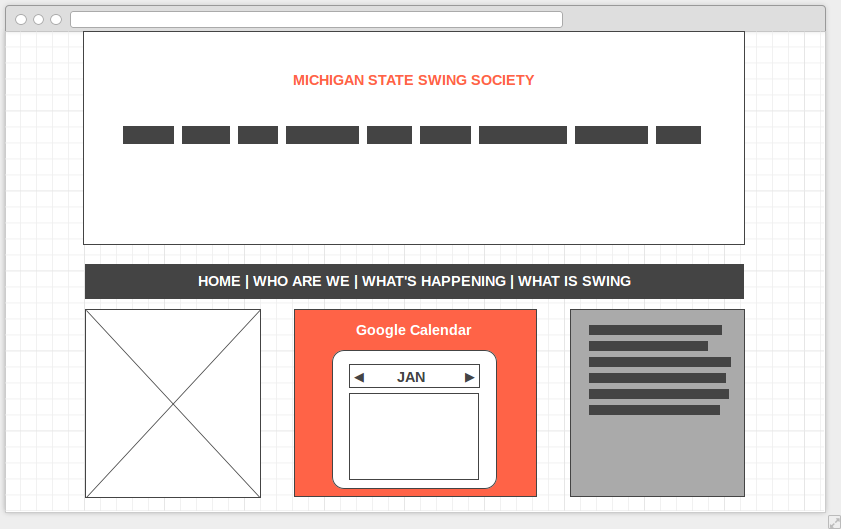 MICHIGAN STATE SWING SOCIETY
HOME | WHO ARE WE | WHAT'S HAPPENING | WHAT IS SWING
Google Calendar
◀ JAN ▶